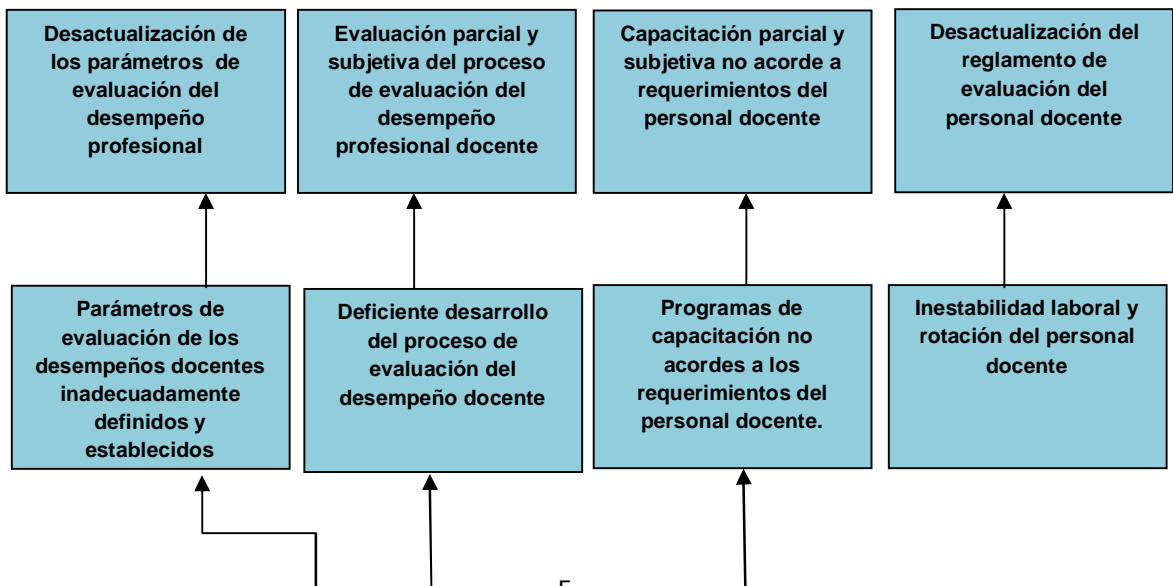 Desactualización de
los parámetros de
evaluación del
desempeño
profesional
Evaluación parcial y
subjetiva del proceso
de evaluación del
desempeño
profesional docente
Capacitación parcial y
subjetiva no acorde a
requerimientos del
personal docente
Desactualización del
reglamento de
evaluación del
personal docente
Parámetros de
evaluación de los
desempeños docentes
inadecuadamente
definidos y
establecidos
Deficiente desarrollo
del proceso de
evaluación del
desempeño docente
Programas de
capacitación no
acordes a los
requerimientos del
personal docente.
Inestabilidad laboral y
rotación del personal
docente